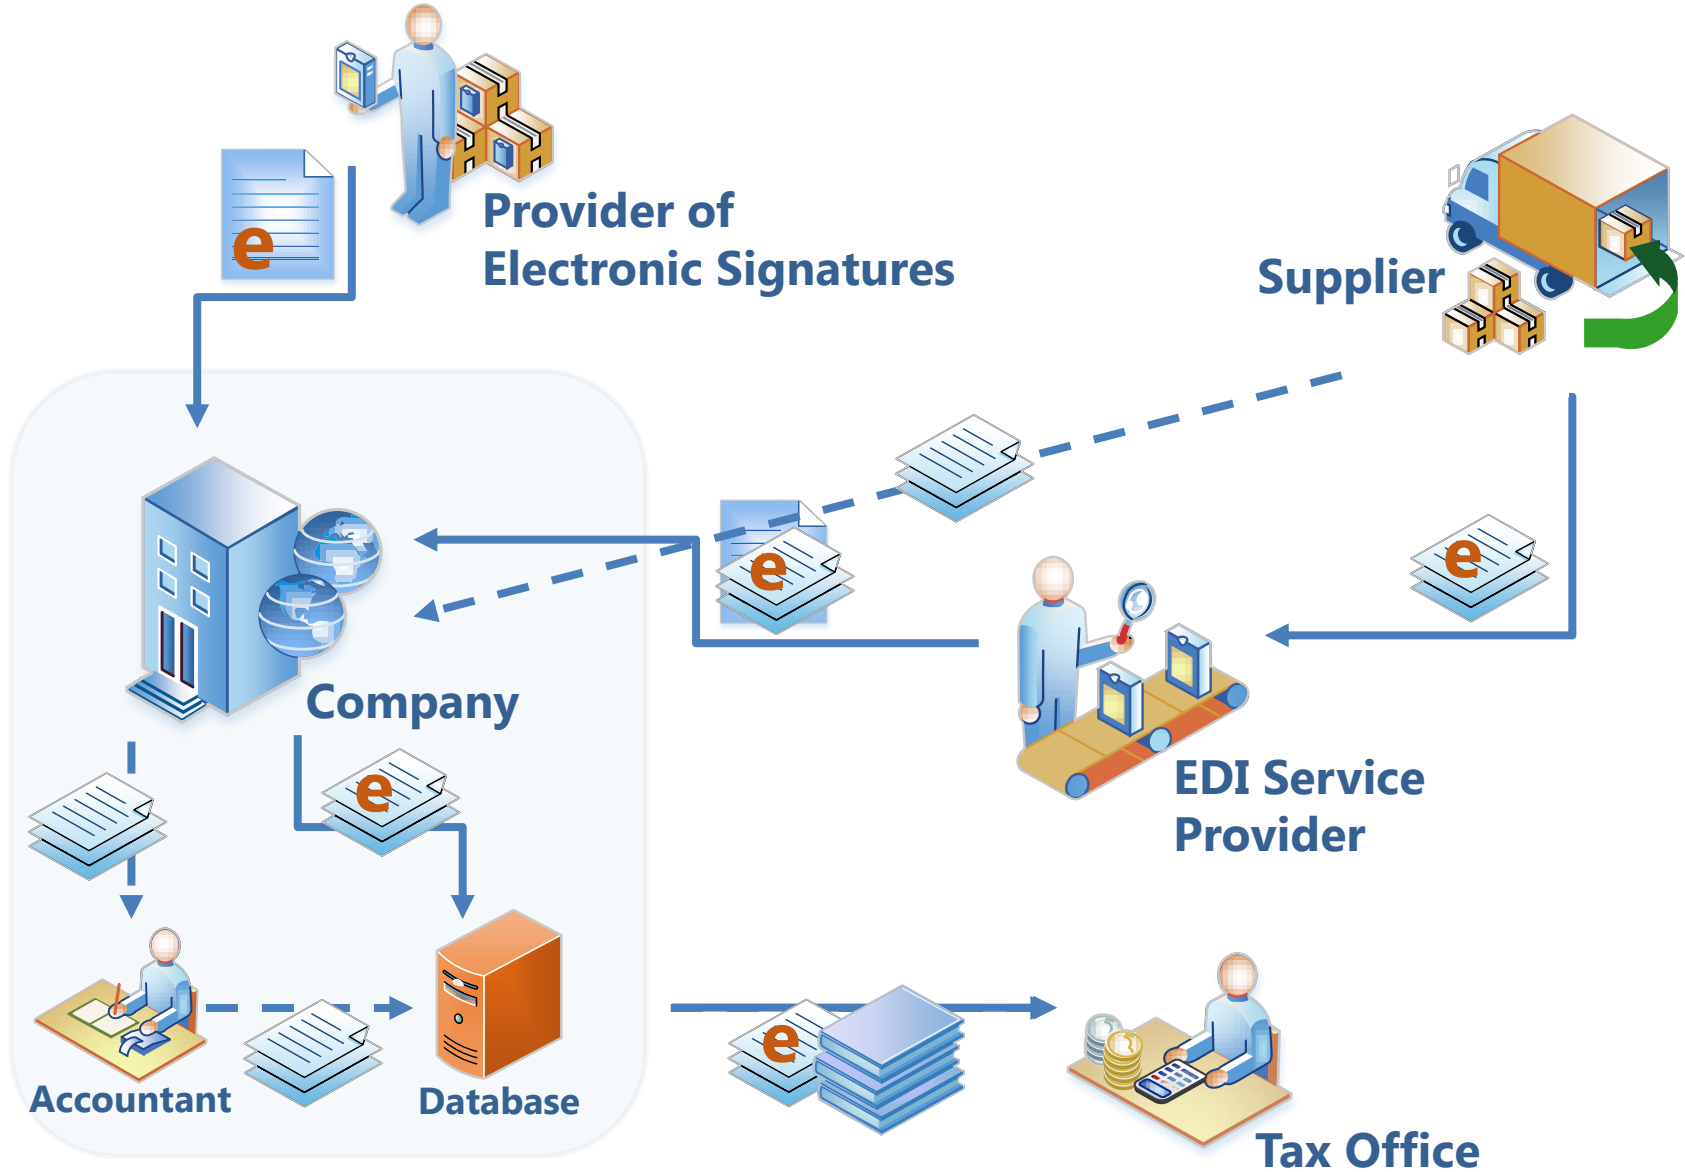 Provider of
Electronic Signatures
e
Supplier
e
e
Company
e
EDI Service
Provider
e
Accountant
Database
Tax Office